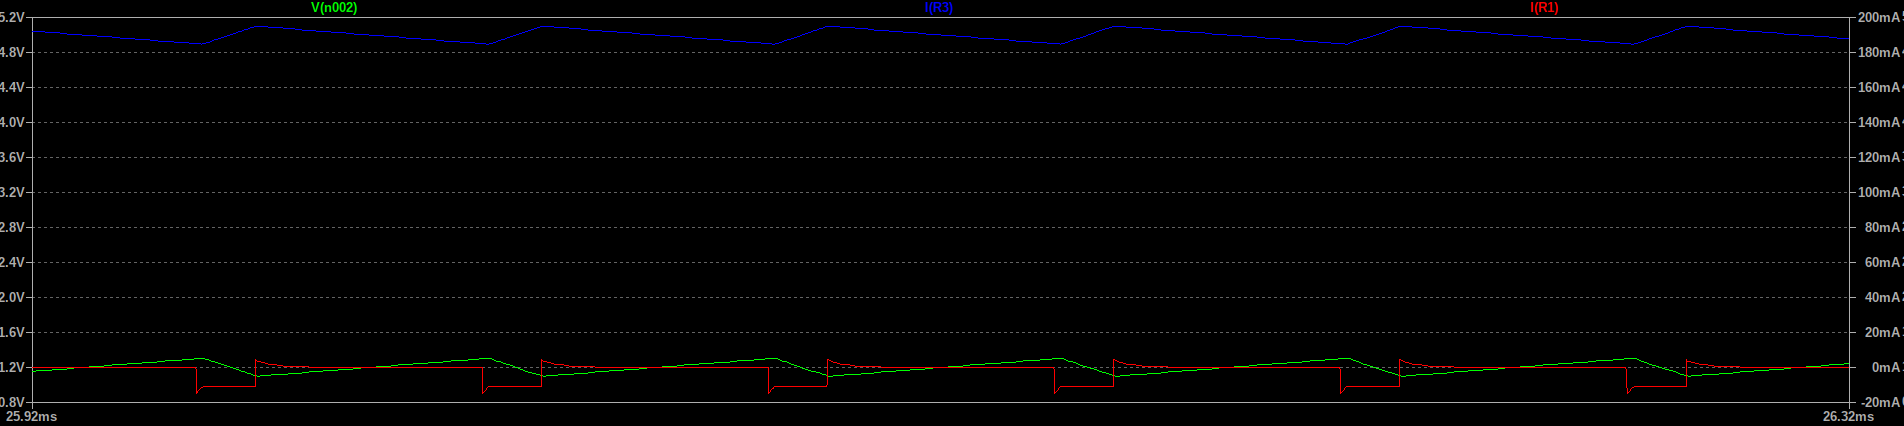 V(n002) I(R3) I(R1)
5.2V 200mA
4.8V 180mA
4.4V 160mA
4.0V 140mA
3.6V 120mA
3.2V 100mA
2.8V 80mA
2.4V 60mA
2.0V 40mA
1.6V 20mA
1.2V 0mA
0.8V -20mA
25.92ms 26.32ms